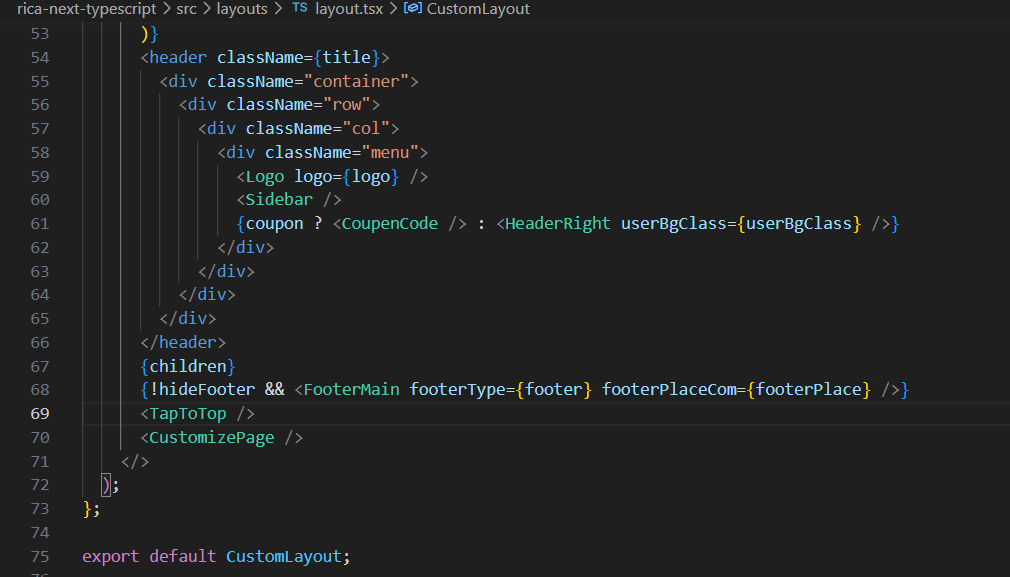 rica-next-typescript > src > layouts > TS layout.tsx > CustomLayout
53 )}
54 <header className={title}>
55 <div className="container">
56 <div className="row">
57 <div className="col">
58 <div className="menu">
59 <Logo logo={logo} />
60 <Sidebar />
61 {coupon ? <CoupenCode /> : <HeaderRight userBgClass={userBgClass} />}
62 </div>
63 </div>
64 </div>
65 </div>
66 </header>
67 {children}
68 {!hideFooter && <FooterMain footerType={footer} footerPlaceCom={footerPlace} />}
69 <TapToTop />
70 <CustomizePage />
71 </>
72 );
73 };
74
75 export default CustomLayout;